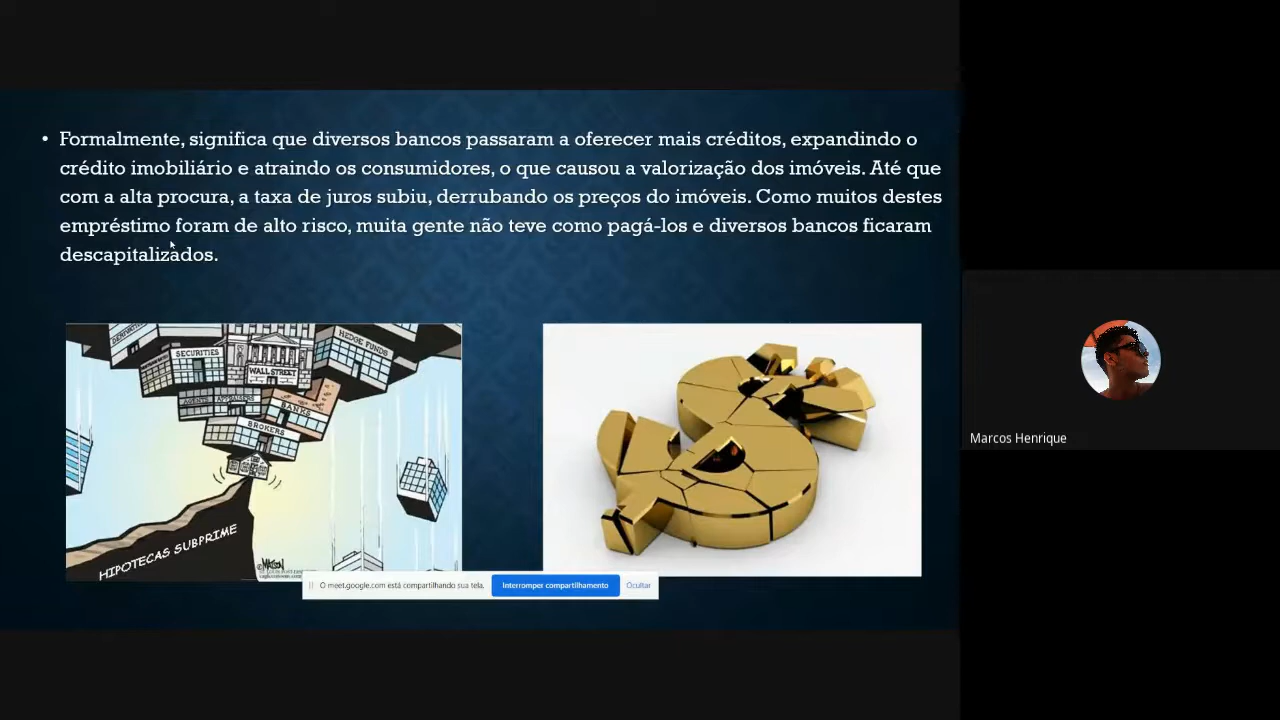 • Formalmente, significa que diversos bancos passaram a oferecer mais créditos, expandindo o
crédito imobiliário e atraindo os consumidores, o que causou a valorização dos imóveis. Até que
com a alta procura, a taxa de juros subiu, derrubando os preços do imóveis. Como muitos destes
empréstimo foram de alto risco, muita gente não teve como pagá-los e diversos bancos ficaram
descapitalizados.
HEDGE FUNDS
SECURITIES
WALL STREET
AGENTS
APPRAISERS
BANKS
BROKERS
HIPOTECAS SUBPRIME
O meet.google.com está compartilhando sua tela.
Interromper compartilhamento
Ocultar
Marcos Henrique